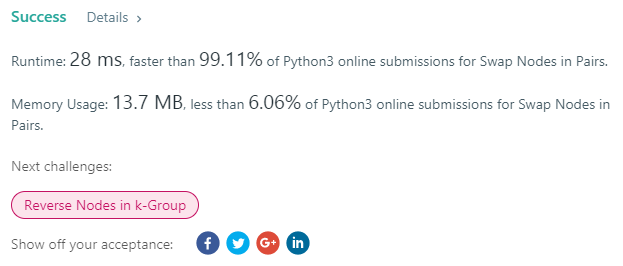 Success Details >
Runtime: 28 ms, faster than 99.11% of Python3 online submissions for Swap Nodes in Pairs.
Memory Usage: 13.7 MB, less than 6.06% of Python3 online submissions for Swap Nodes in
Pairs.
Next challenges:
Reverse Nodes in k-Group
Show off your acceptance: f G+ in